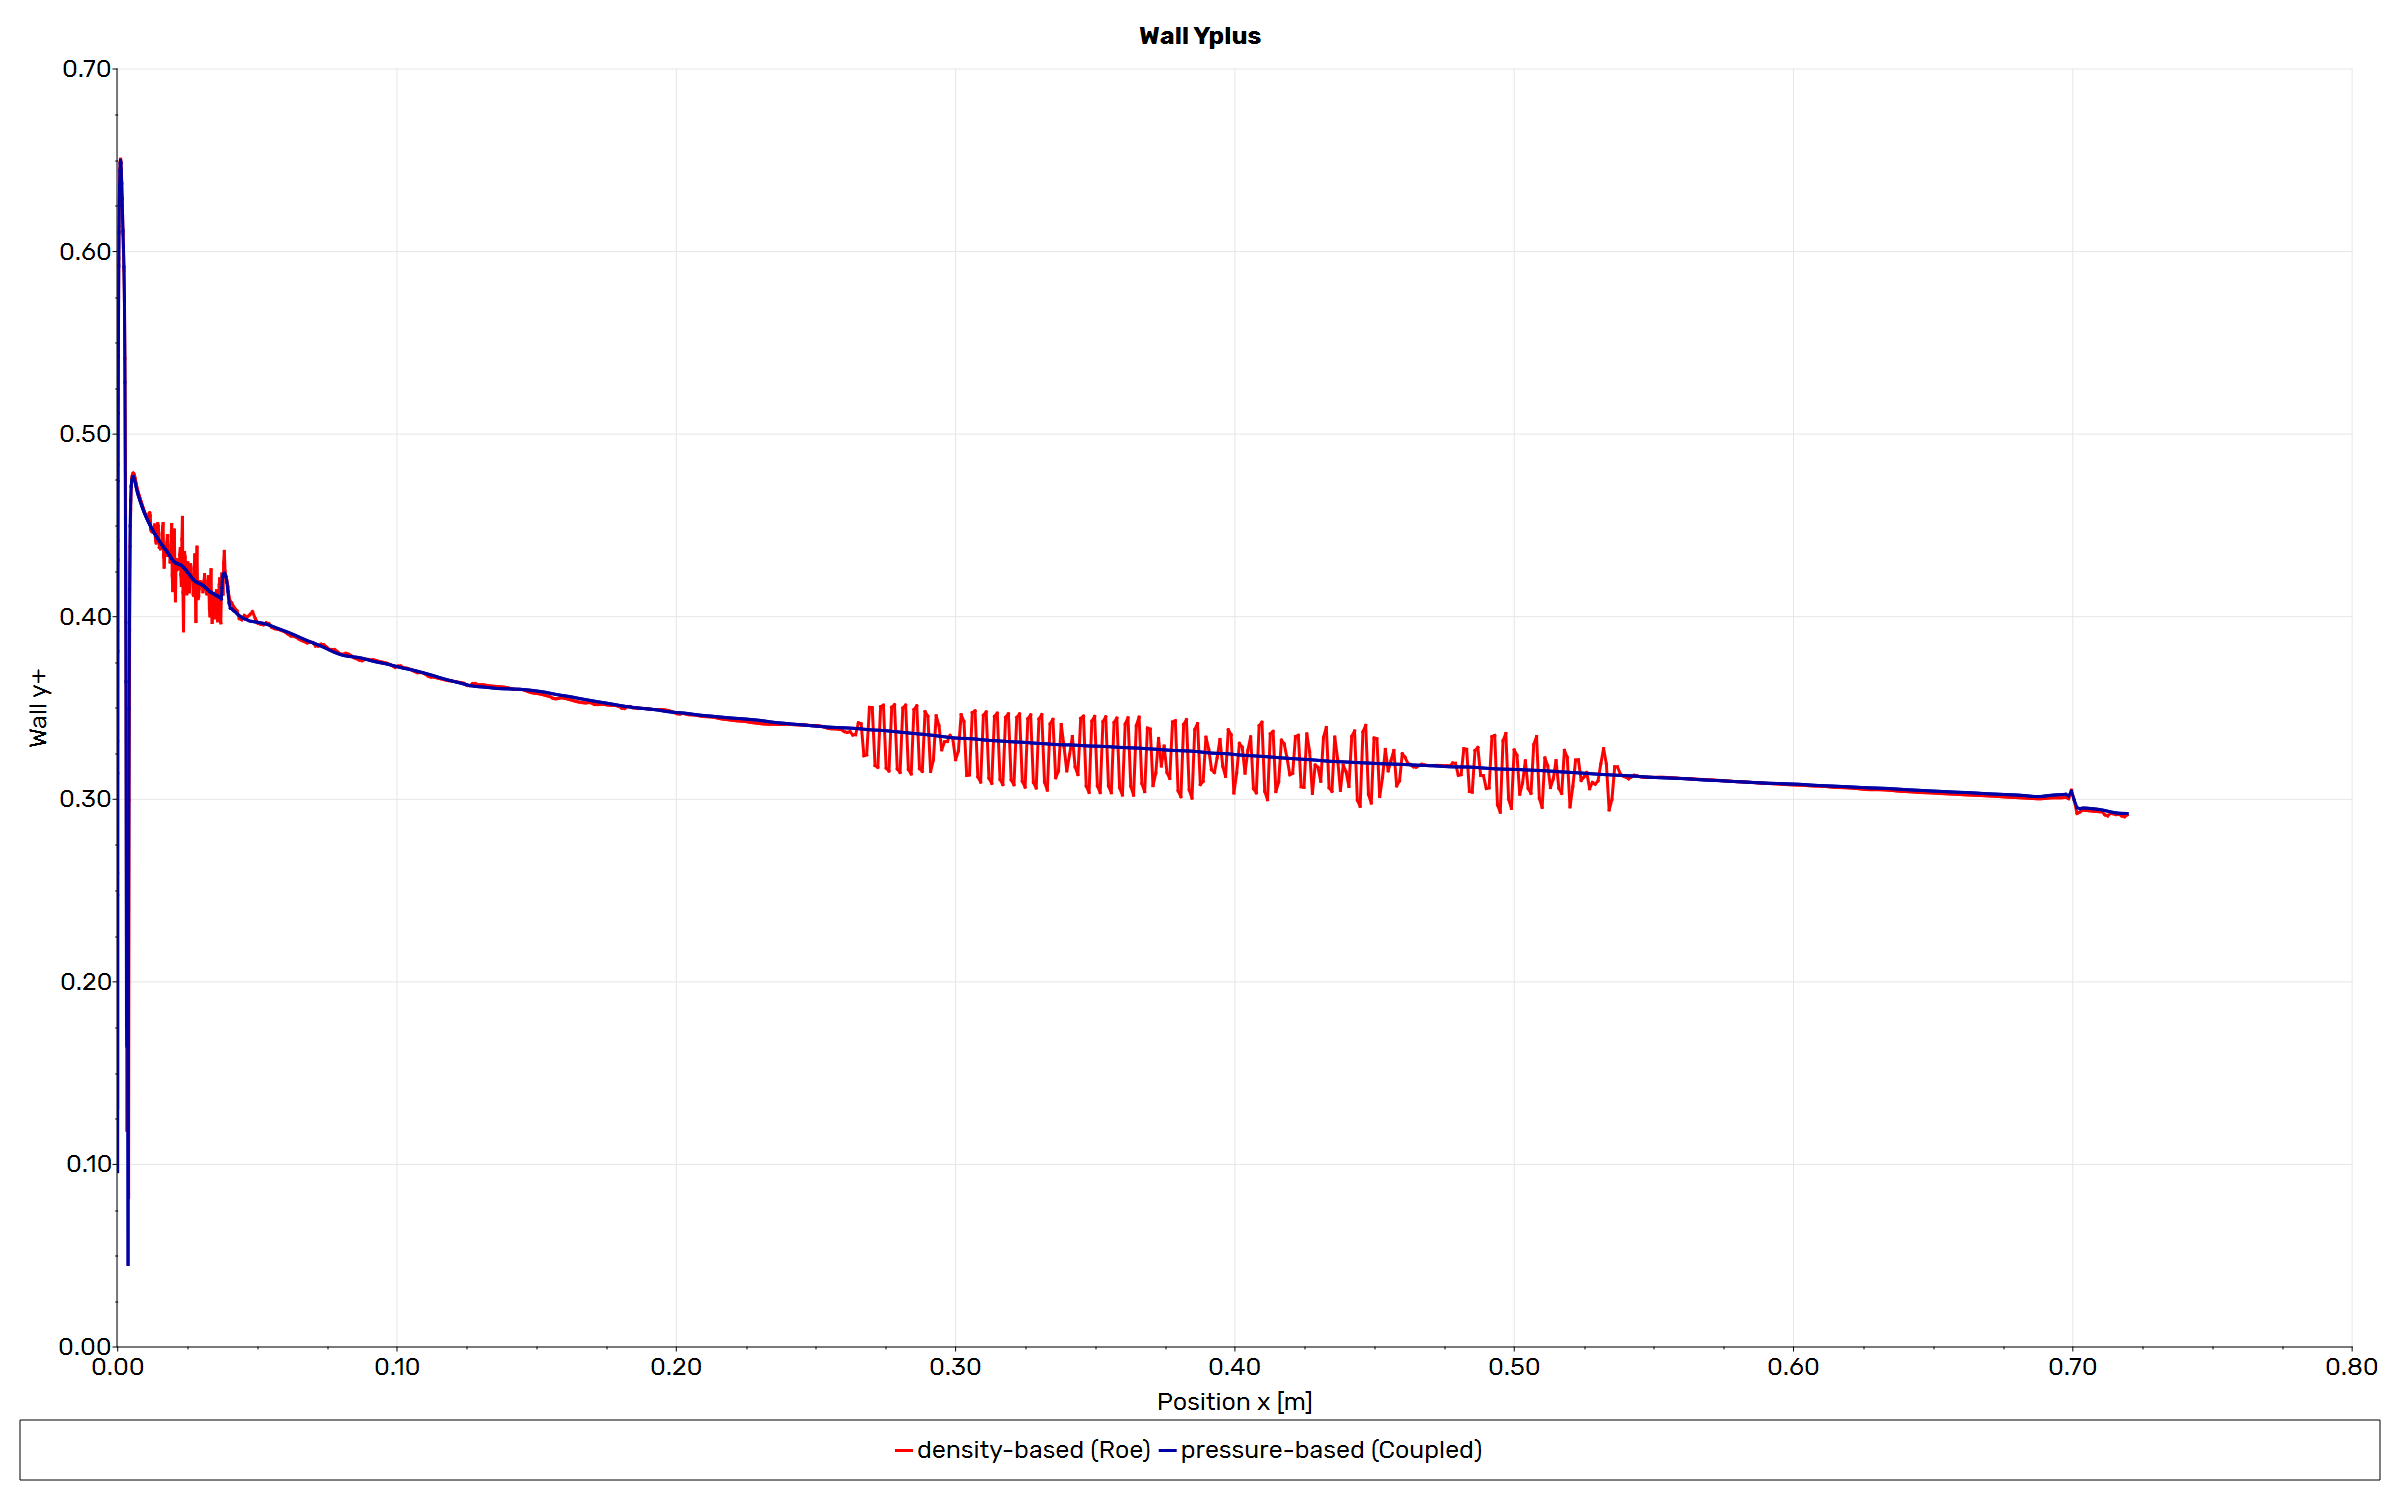 Wall Yplus
0.70
0.60
0.50
0.40
0.30
0.20
0.10
0.00
Wall y+
0.00 0.10 0.20 0.30 0.40 0.50 0.60 0.70 0.80
Position x [m]
density-based (Roe) pressure-based (Coupled)